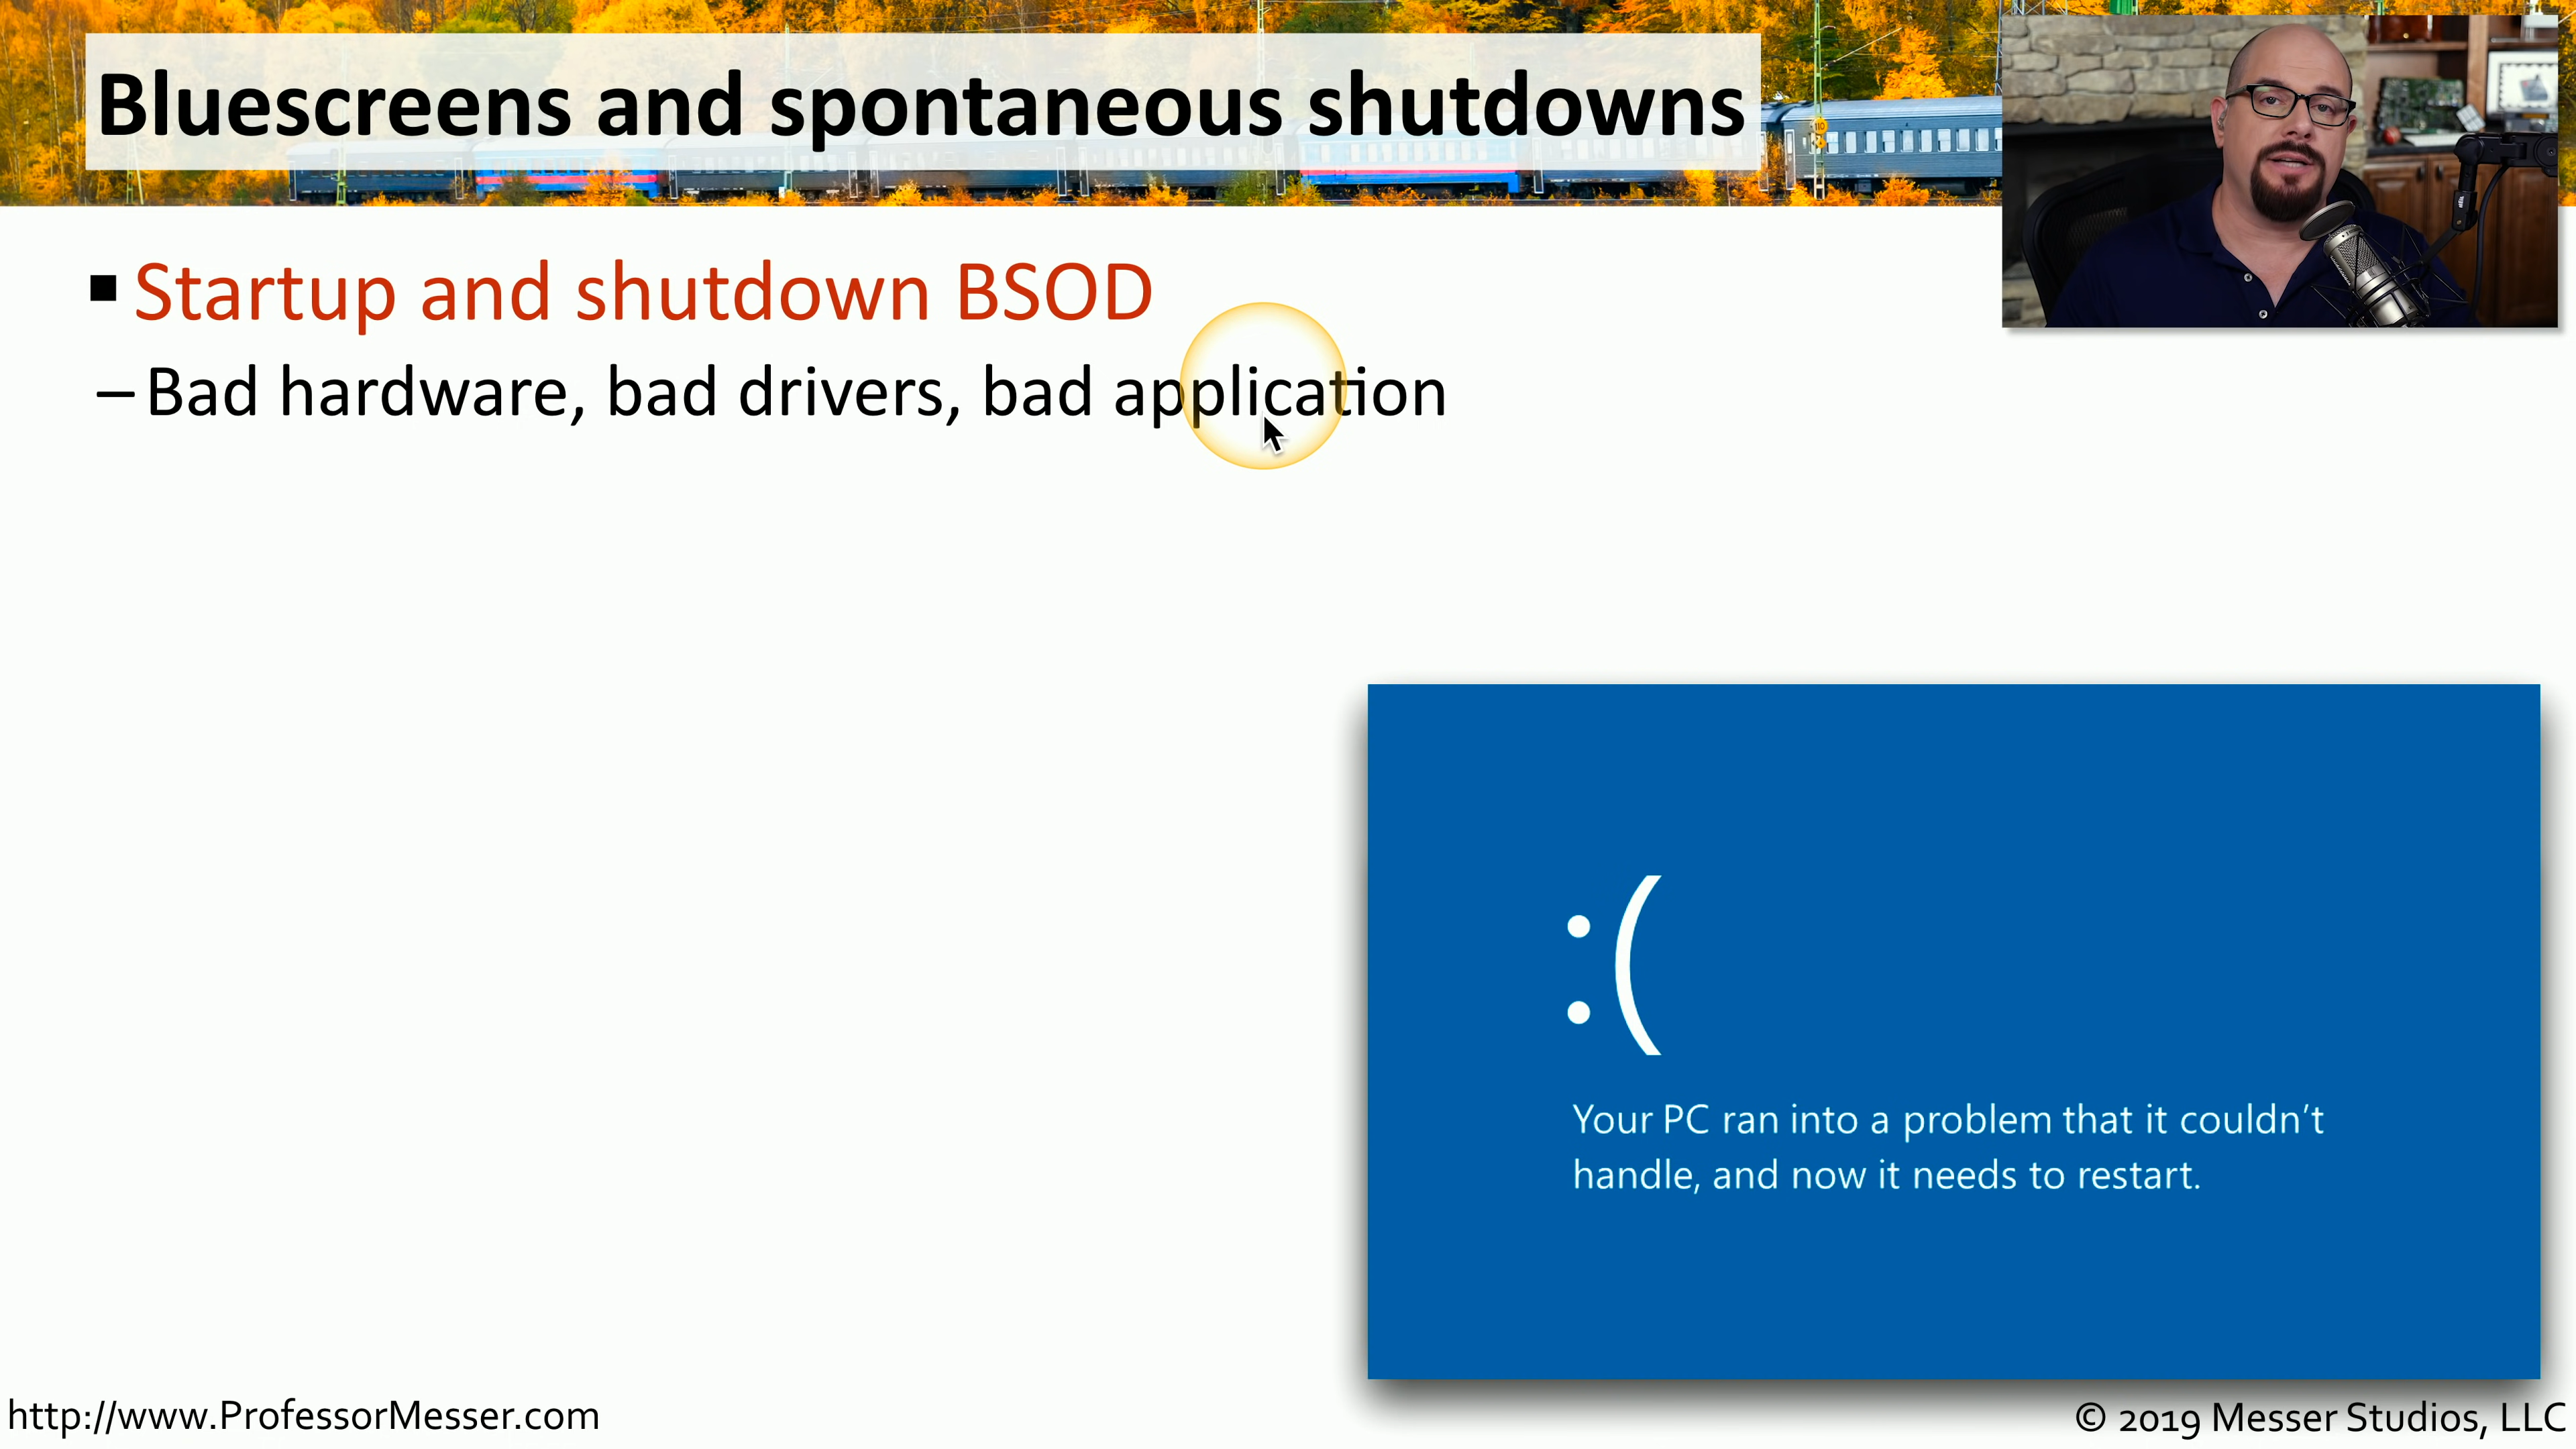 Bluescreens and spontaneous shutdowns
▪ Startup and shutdown BSOD
– Bad hardware, bad drivers, bad application
:(
Your PC ran into a problem that it couldn’t
handle, and now it needs to restart.
http://www.ProfessorMesser.com
© 2019 Messer Studios, LLC